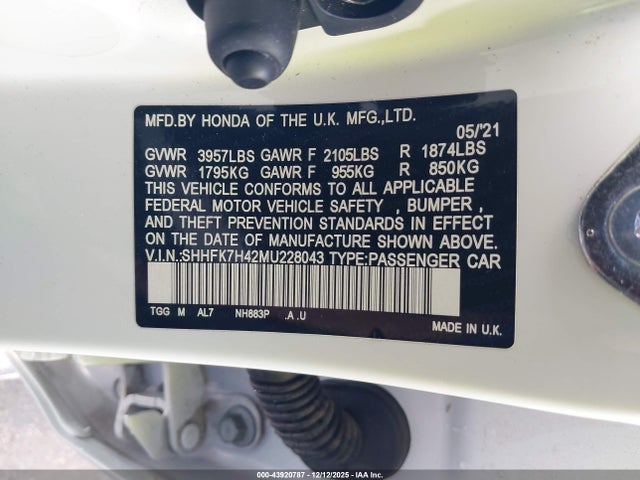 MFD.BY HONDA OF THE U.K. MFG.,LTD.
05/'21
GVWR 3957LBS GAWR F 2105LBS R 1874LBS
GVWR 1795KG GAWR F 955KG R 850KG
THIS VEHICLE CONFORMS TO ALL APPLICABLE
FEDERAL MOTOR VEHICLE SAFETY , BUMPER ,
AND THEFT PREVENTION STANDARDS IN EFFECT
ON THE DATE OF MANUFACTURE SHOWN ABOVE.
V.I.N.:SHHFK7H42MU228043 TYPE:PASSENGER CAR
TGG M AL7 NH883P .A .U
MADE IN U.K.
000-43920787 - 12/12/2025 - IAA Inc.